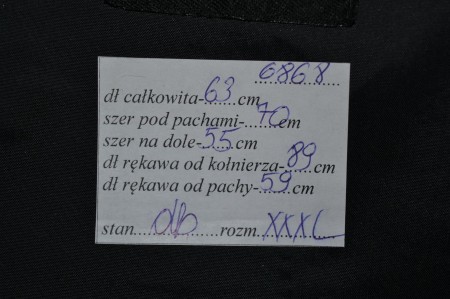 6868
dł całkowita-63cm
szer pod pachami-70cm
szer na dole-55cm
dł rękawa od kołnierza-89cm
dł rękawa od pachy-59cm
stan....db....rozm.XXXL